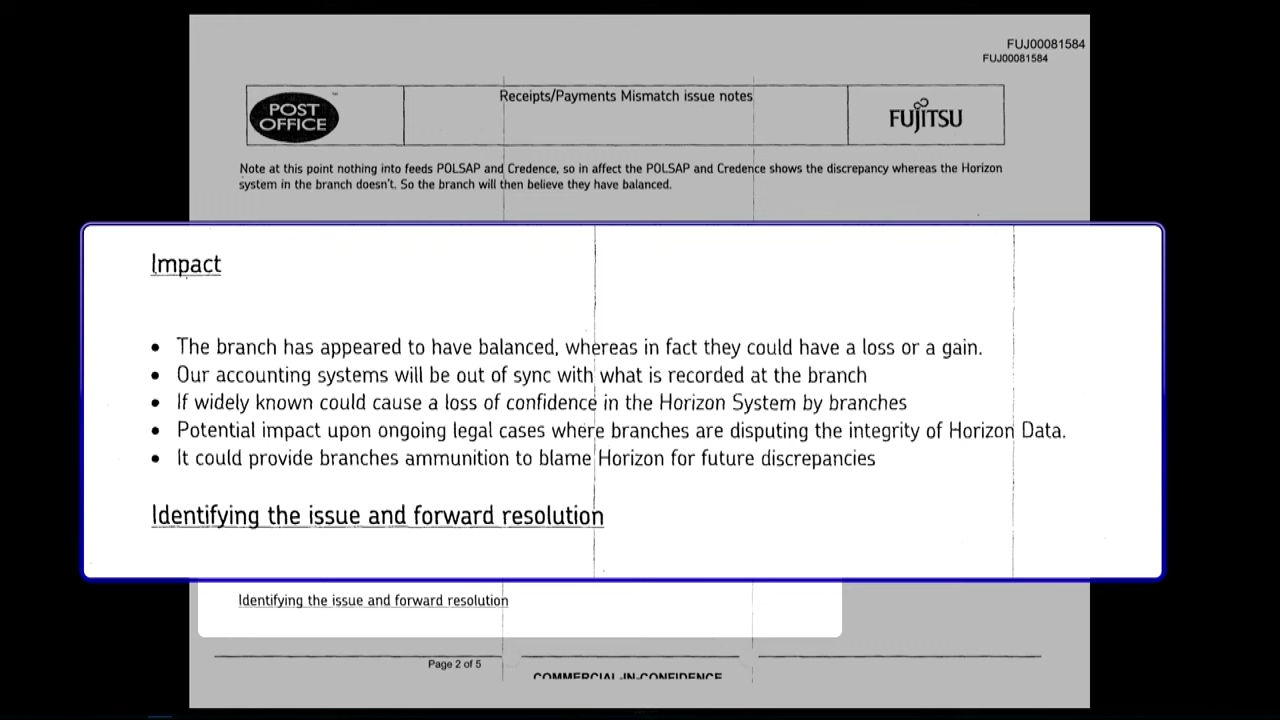 FUJ00081584
FUJ00081584
POST
OFFICE
Receipts/Payments Mismatch issue notes
FUJITSU
Note at this point nothing into feeds POLSAP and Credence, so in affect the POLSAP and Credence shows the discrepancy whereas the Horizon
system in the branch doesn't. So the branch will then believe they have balanced.
Impact
• The branch has appeared to have balanced, whereas in fact they could have a loss or a gain.
• Our accounting systems will be out of sync with what is recorded at the branch
• If widely known could cause a loss of confidence in the Horizon System by branches
• Potential impact upon ongoing legal cases where branches are disputing the integrity of Horizon Data.
• It could provide branches ammunition to blame Horizon for future discrepancies
Identifying the issue and forward resolution
Identifying the issue and forward resolution
Page 2 of 5
COMMERCIAL-IN-CONFIDENCE